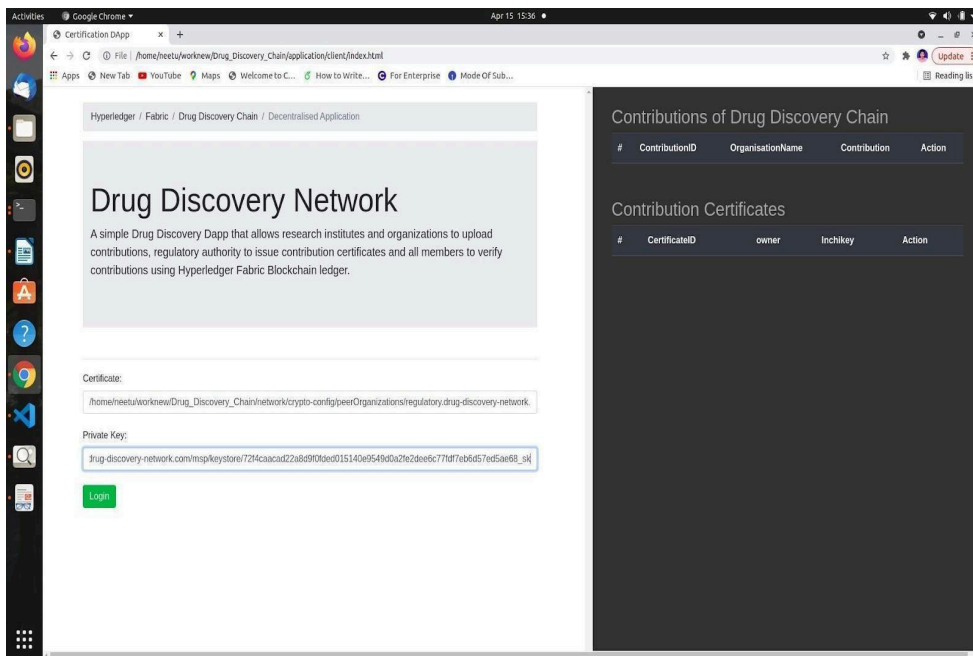 Activities
Google Chrome
Apr 15 15:36
Certification DApp
File | /home/neetu/worknew/Drug_Discovery_Chain/application/client/index.html
Update
Apps New Tab YouTube Maps Welcome to C... How to Write... For Enterprise Mode Of Sub...
Reading lis
Hyperledger / Fabric / Drug Discovery Chain / Decentralised Application
Drug Discovery Network
A simple Drug Discovery Dapp that allows research institutes and organizations to upload
contributions, regulatory authority to issue contribution certificates and all members to verify
contributions using Hyperledger Fabric Blockchain ledger.
Certificate:
/home/neetu/worknew/Drug_Discovery_Chain/network/crypto-config/peerOrganizations/regulatory.drug-discovery-network.
Private Key:
drug-discovery-network.com/msp/keystore/72f4caacad22a8d9f0fded015140e9549d0a2fe2dee6c77fdf7eb6d57ed5ae68_sk
Login
Contributions of Drug Discovery Chain
# ContributionID OrganisationName Contribution Action
Contribution Certificates
# CertificateID owner Inchikey Action